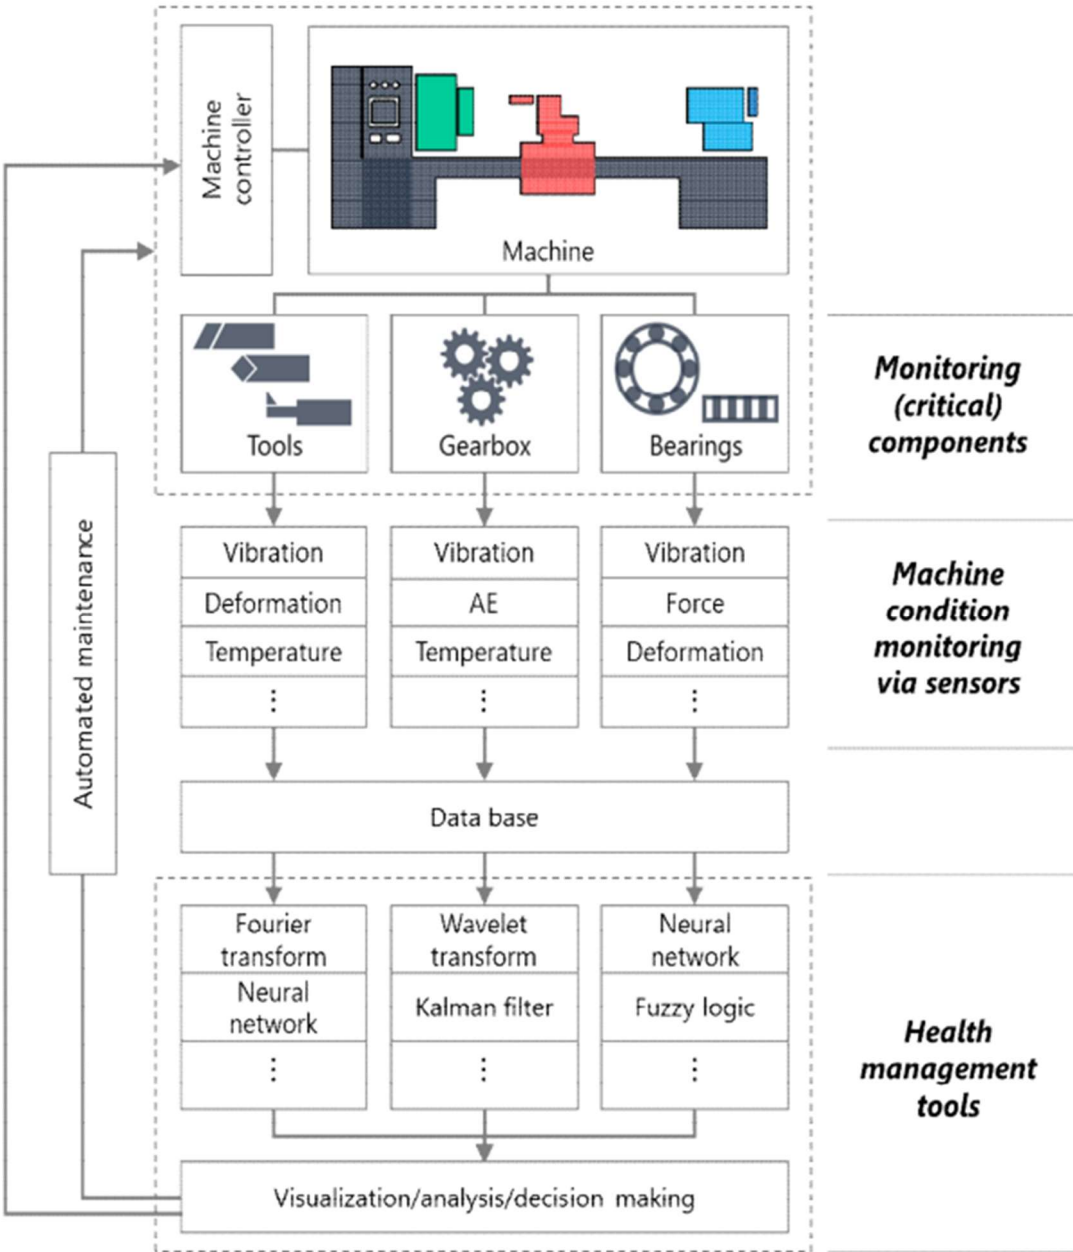 Machine
controller
Machine
Tools
Gearbox
Bearings
Monitoring
(critical)
components
Automated maintenance
Vibration
Deformation
Temperature
⋮
Vibration
AE
Temperature
⋮
Vibration
Force
Deformation
⋮
Machine
condition
monitoring
via sensors
Data base
Fourier
transform
Neural
network
⋮
Wavelet
transform
Kalman filter
⋮
Neural
network
Fuzzy logic
⋮
Health
management
tools
Visualization/analysis/decision making